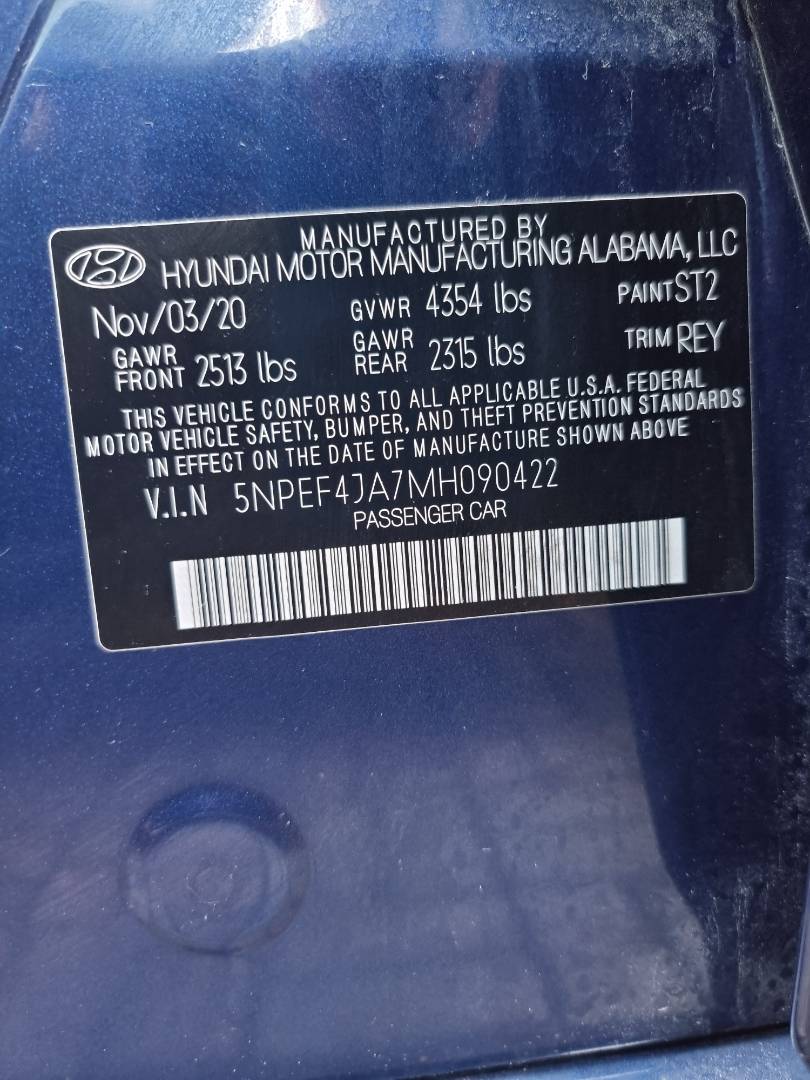 MANUFACTURED BY
HYUNDAI MOTOR MANUFACTURING ALABAMA, LLC
Nov/03/20 GVWR 4354 lbs PAINT ST2
GAWR FRONT 2513 lbs GAWR REAR 2315 lbs TRIM REY
THIS VEHICLE CONFORMS TO ALL APPLICABLE U.S.A. FEDERAL
MOTOR VEHICLE SAFETY, BUMPER, AND THEFT PREVENTION STANDARDS
IN EFFECT ON THE DATE OF MANUFACTURE SHOWN ABOVE
V.I.N 5NPEF4JA7MH090422
PASSENGER CAR